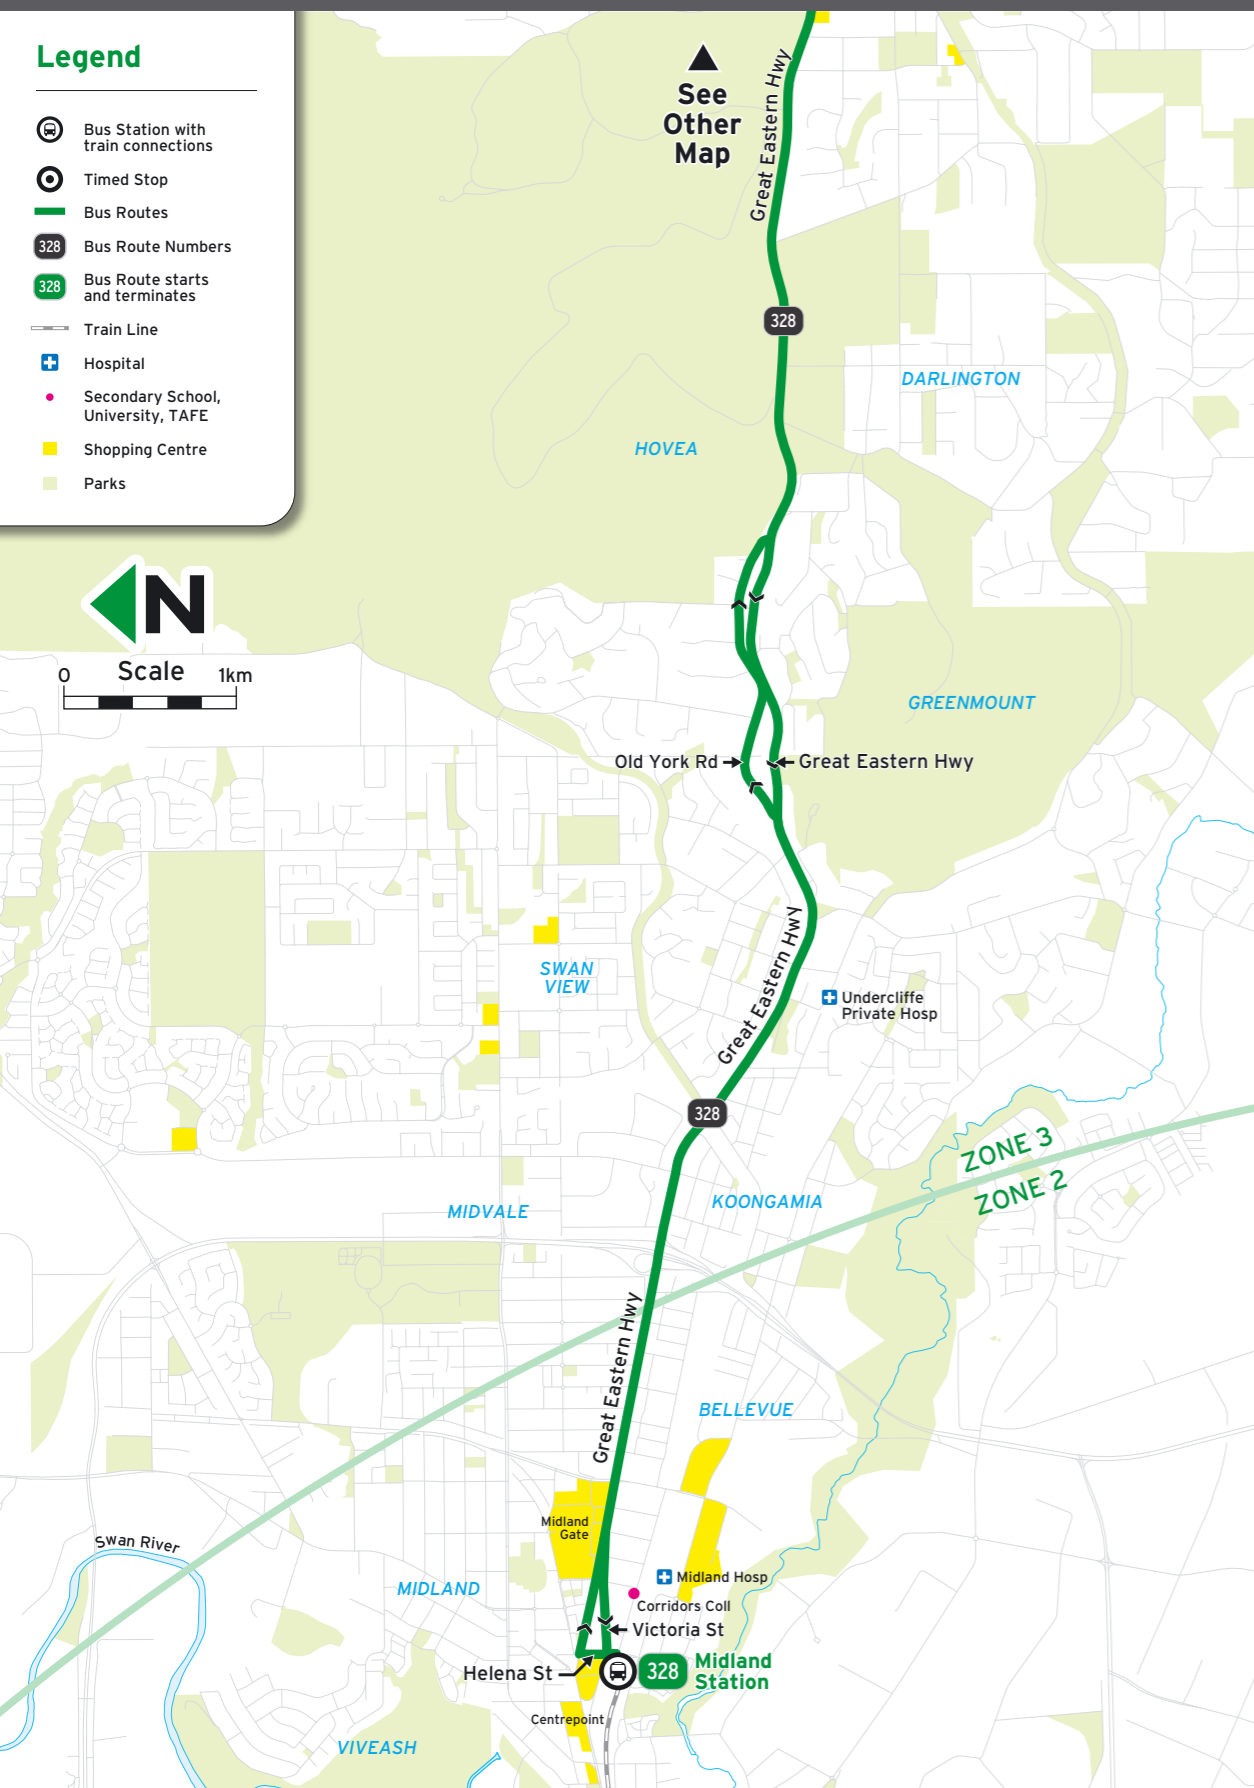 Legend
Bus Station with
train connections
Timed Stop
Bus Routes
328
Bus Route Numbers
328
Bus Route starts
and terminates
Train Line
Hospital
Secondary School,
University, TAFE
Shopping Centre
Parks
N
0 Scale 1km
See
Other
Map
Great Eastern Hwy
328
DARLINGTON
HOVEA
GREENMOUNT
Old York Rd
Great Eastern Hwy
Great Eastern Hwy
SWAN
VIEW
Undercliffe
Private Hosp
328
ZONE 3
ZONE 2
MIDVALE
KOONGAMIA
Great Eastern Hwy
BELLEVUE
Midland
Gate
Swan River
Midland Hosp
MIDLAND
Corridors Coll
Victoria St
Helena St
328
Midland
Station
Centrepoint
VIVEASH